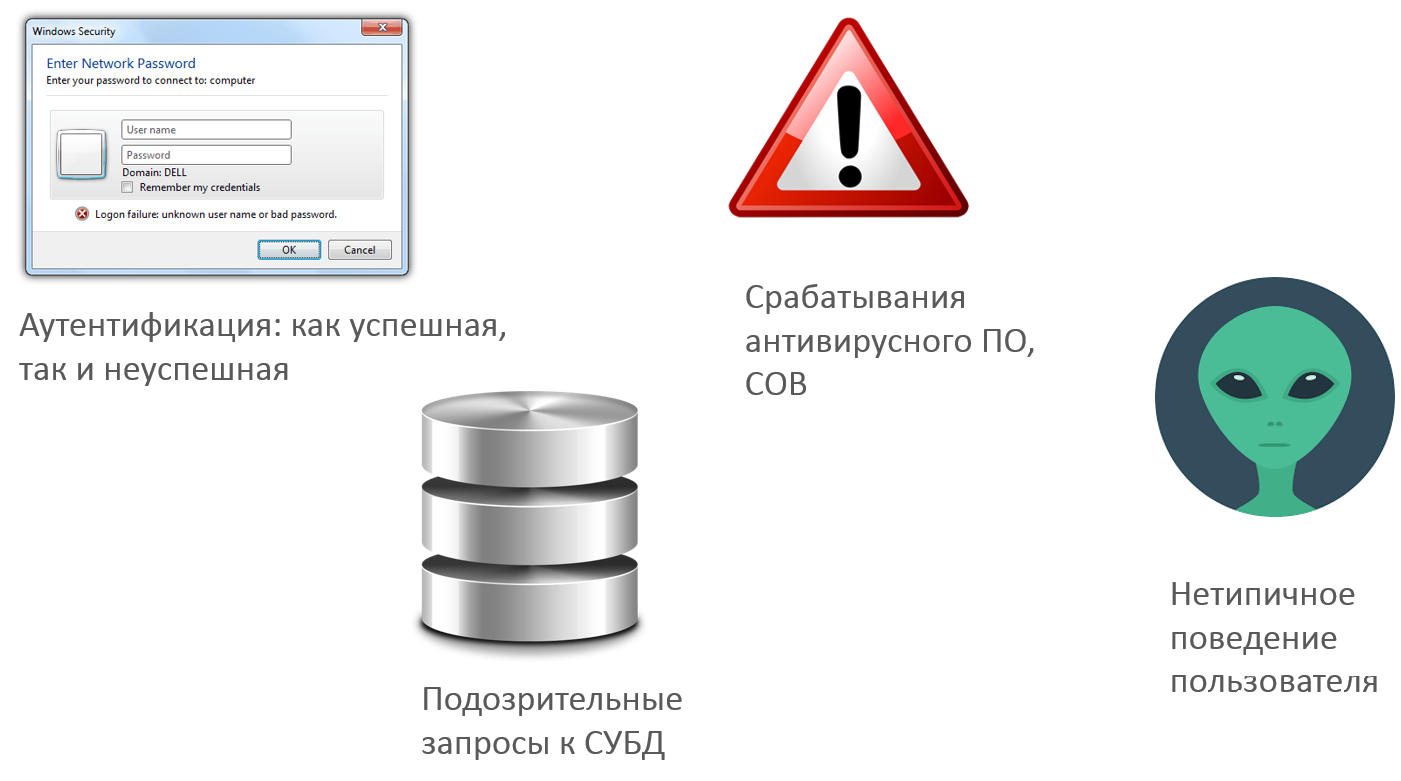 Windows Security
Enter Network Password
Enter your password to connect to: computer
User name
Password
Domain: DELL
Remember my credentials
Logon failure: unknown user name or bad password.
OK
Cancel
Аутентификация: как успешная,
так и неуспешная
Срабатывания
антивирусного ПО,
СОВ
Подозрительные
запросы к СУБД
Нетипичное
поведение
пользователя